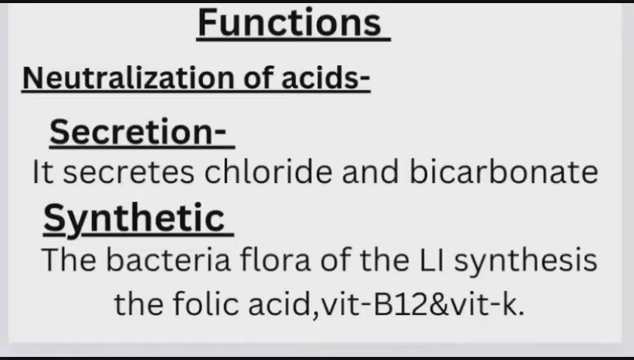 Functions
Neutralization of acids-
Secretion-
It secretes chloride and bicarbonate
Synthetic
The bacteria flora of the LI synthesis
the folic acid,vit-B12&vit-k.